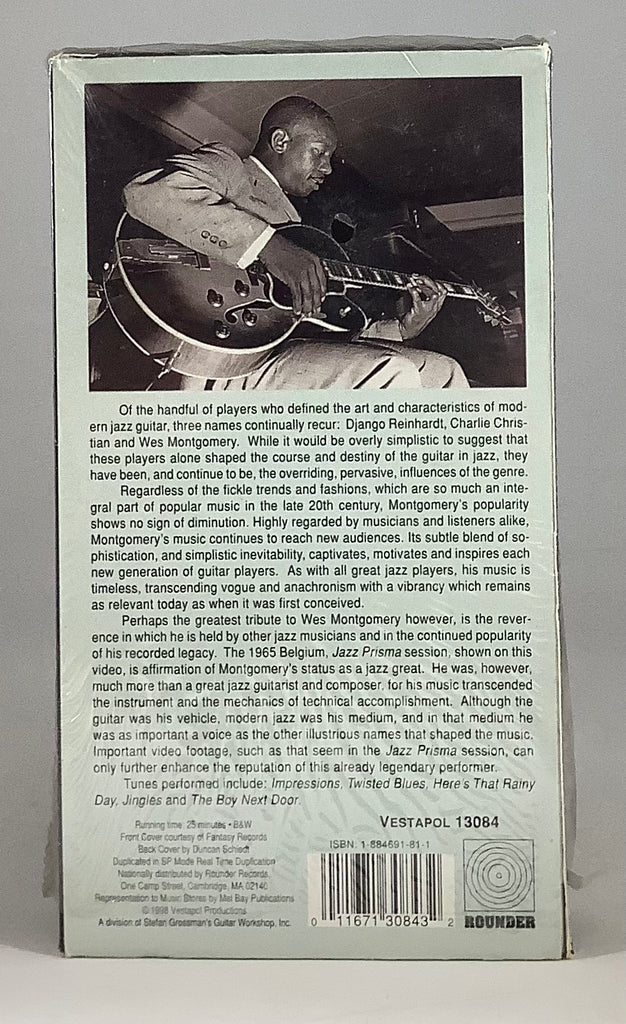 Of the handful of players who defined the art and characteristics of mod-
ern jazz guitar, three names continually recur: Django Reinhardt, Charlie Chris-
tian and Wes Montgomery. While it would be overly simplistic to suggest that
these players alone shaped the course and destiny of the guitar in jazz, they
have been, and continue to be, the overriding, pervasive, influences of the genre.
Regardless of the fickle trends and fashions, which are so much an inte-
gral part of popular music in the late 20th century, Montgomery's popularity
shows no sign of diminution. Highly regarded by musicians and listeners alike,
Montgomery's music continues to reach new audiences. Its subtle blend of so-
phistication, and simplistic inevitability, captivates, motivates and inspires each
new generation of guitar players. As with all great jazz players, his music is
timeless, transcending vogue and anachronism with a vibrancy which remains
as relevant today as when it was first conceived.
Perhaps the greatest tribute to Wes Montgomery however, is the rever-
ence in which he is held by other jazz musicians and in the continued popularity
of his recorded legacy. The 1965 Belgium, Jazz Prisma session, shown on this
video, is affirmation of Montgomery's status as a jazz great. He was, however,
much more than a great jazz guitarist and composer, for his music transcended
the instrument and the mechanics of technical accomplishment. Although the
guitar was his vehicle, modern jazz was his medium, and in that medium he
was as important a voice as the other illustrious names that shaped the music.
Important video footage, such as that seem in the Jazz Prisma session, can
only further enhance the reputation of this already legendary performer.
Tunes performed include: Impressions, Twisted Blues, Here's That Rainy
Day, Jingles and The Boy Next Door.
Running time: 25 minutes • B&W
Front Cover courtesy of Fantasy Records
Back Cover by Duncan Schiedt
Duplicated in SP Mode Real Time Duplication
Nationally distributed by Rounder Records,
One Camp Street, Cambridge, MA 02140
Representation to Music Stores by Mel Bay Publications
© 1998 Vestapol Productions
A division of Stefan Grossman's Guitar Workshop, Inc.
VESTAPOL 13084
ISBN: 1-884691-81-1
0 11671 30843 2
ROUNDER